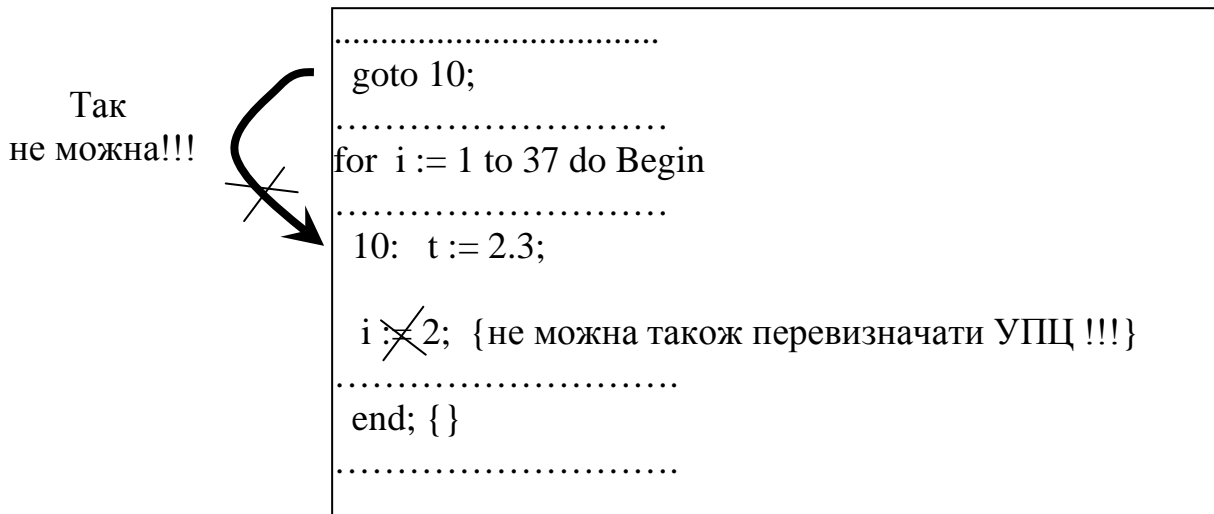 Так
не можна!!!
...................................
goto 10;
…………………………
for i := 1 to 37 do Begin
…………………………
10: t := 2.3;
i := 2; {не можна також перевизначати УПЦ !!!}
………………………….
end; {}
………………………….